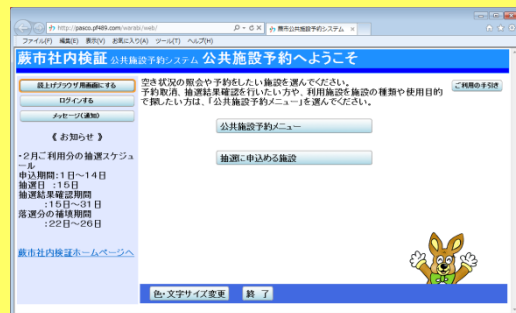 http://pasco.pf489.com/warabi/web/
蕨市公共施設予約システム
ファイル(F) 編集(E) 表示(V) お気に入り(A) ツール(T) ヘルプ(H)
蕨市社内検証 公共施設予約システム 公共施設予約へようこそ
読上げブラウザ用画面にする
ログインする
メッセージ(通知)
《 お知らせ 》
・2月ご利用分の抽選スケジュ
ール
申込期間:1日～14日
抽選日 :15日
抽選結果確認期間
:15日～31日
落選分の補填期間
:22日～26日
蕨市社内検証ホームページへ
空き状況の照会や予約をしたい施設を選んでください。
予約取消、抽選結果確認を行いたい方や、利用施設を施設の種類や使用目的
で探したい方は、「公共施設予約メニュー」を選んでください。
ご利用の手引き
公共施設予約メニュー
抽選に申込める施設
色・文字サイズ変更
終 了